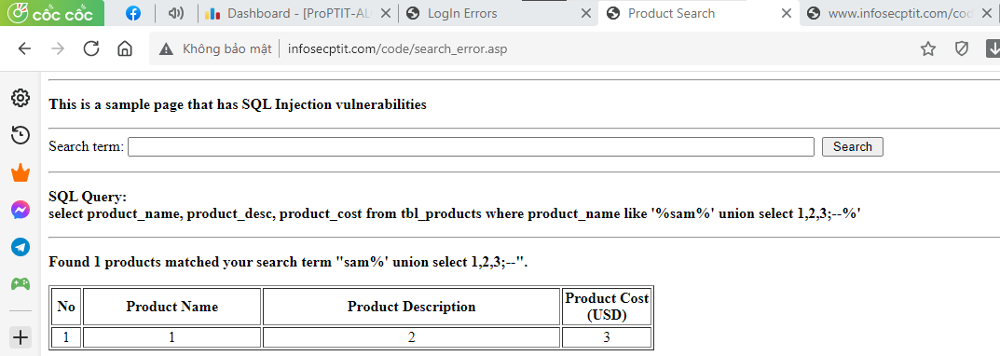 cốc cốc
Dashboard - [ProPTIT-AL
LogIn Errors
Product Search
www.infosecptit.com/cod
Không bảo mật
infosecptit.com/code/search_error.asp
This is a sample page that has SQL Injection vulnerabilities
Search term:
Search
SQL Query:
select product_name, product_desc, product_cost from tbl_products where product_name like '%sam%' union select 1,2,3;--%'
Found 1 products matched your search term "sam%' union select 1,2,3;--".
No Product Name Product Description Product Cost
(USD)
1 1 2 3